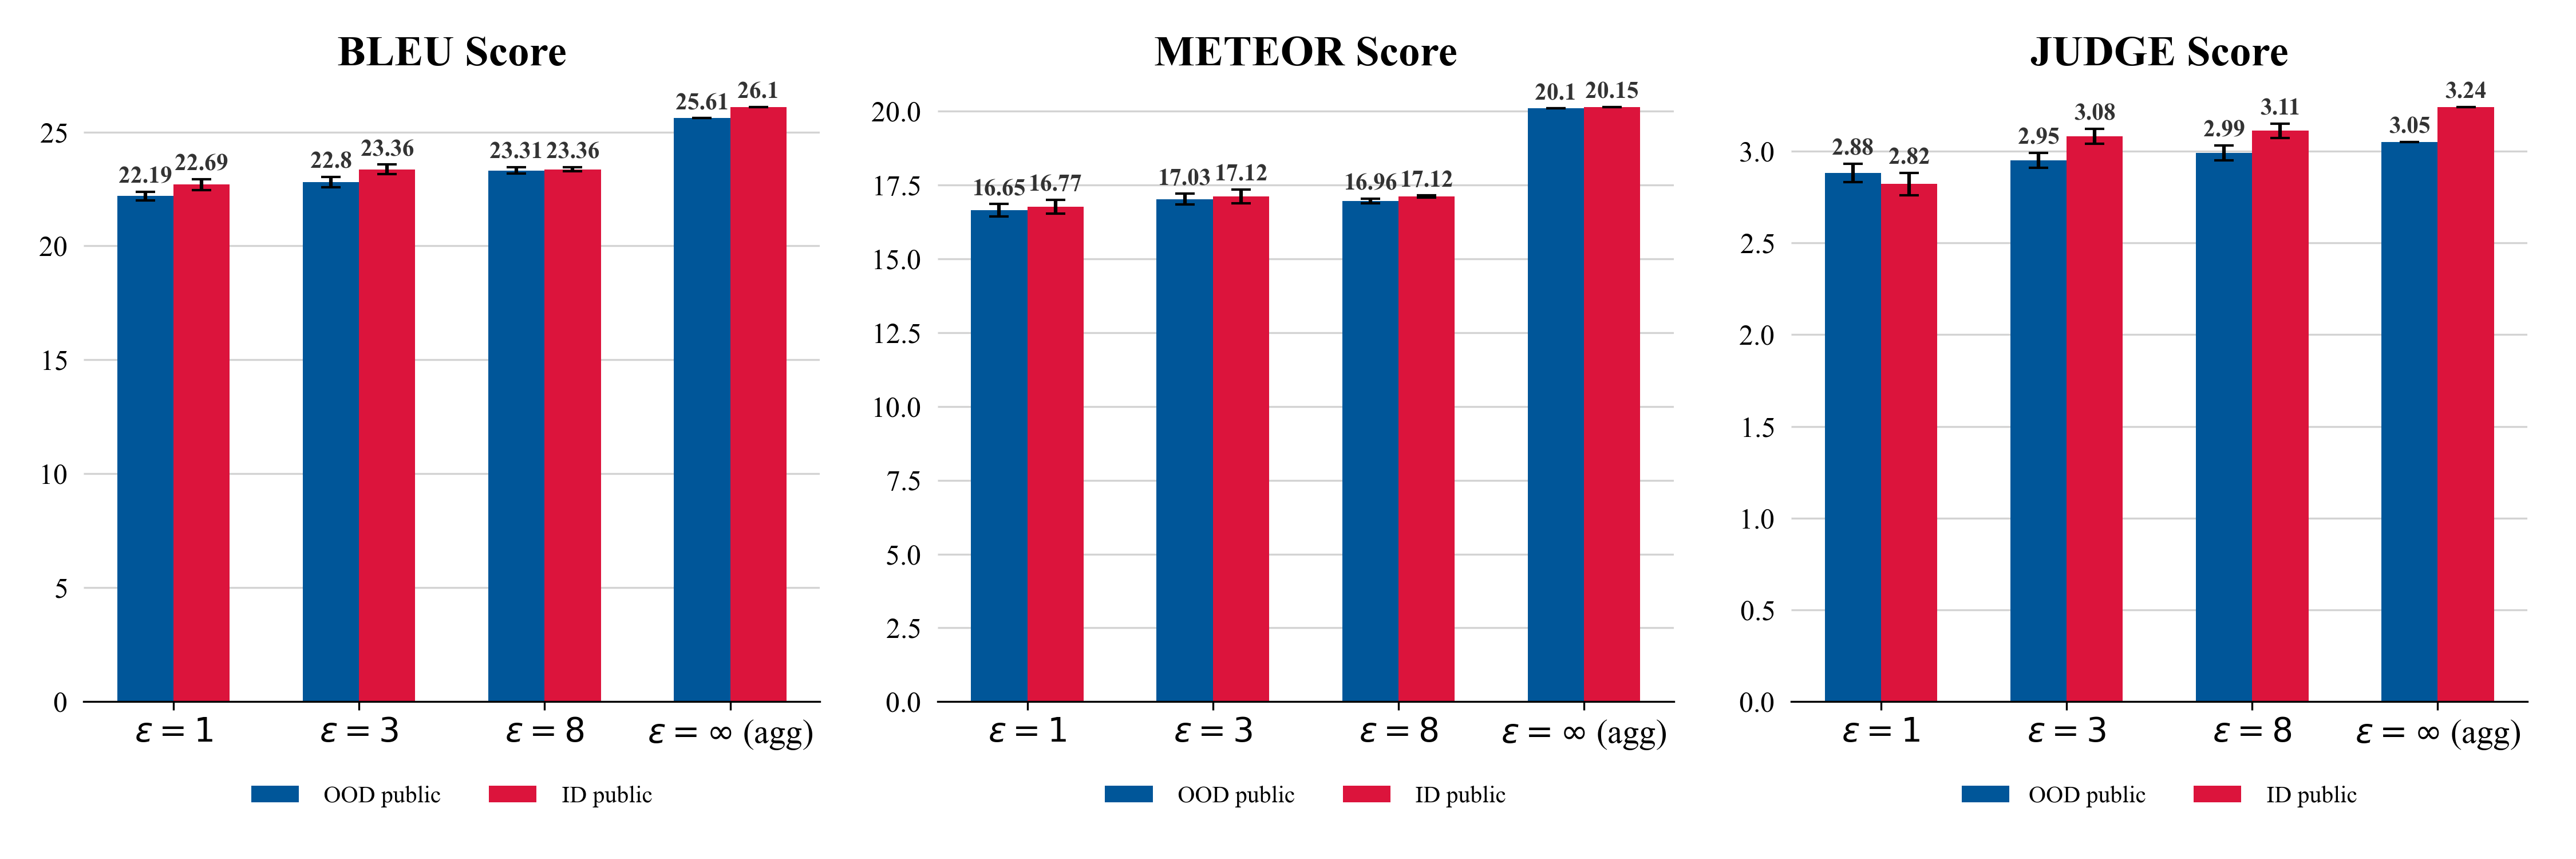 BLEU Score
25
20
15
10
5
0
22.19 22.69 22.8 23.36 23.31 23.36 25.61 26.1
ε = 1 ε = 3 ε = 8 ε = ∞ (agg)
OOD public ID public
METEOR Score
20.0
17.5
15.0
12.5
10.0
7.5
5.0
2.5
0.0
16.65 16.77 17.03 17.12 16.96 17.12 20.1 20.15
ε = 1 ε = 3 ε = 8 ε = ∞ (agg)
OOD public ID public
JUDGE Score
3.0
2.5
2.0
1.5
1.0
0.5
0.0
2.88 2.82 2.95 3.08 2.99 3.11 3.05 3.24
ε = 1 ε = 3 ε = 8 ε = ∞ (agg)
OOD public ID public